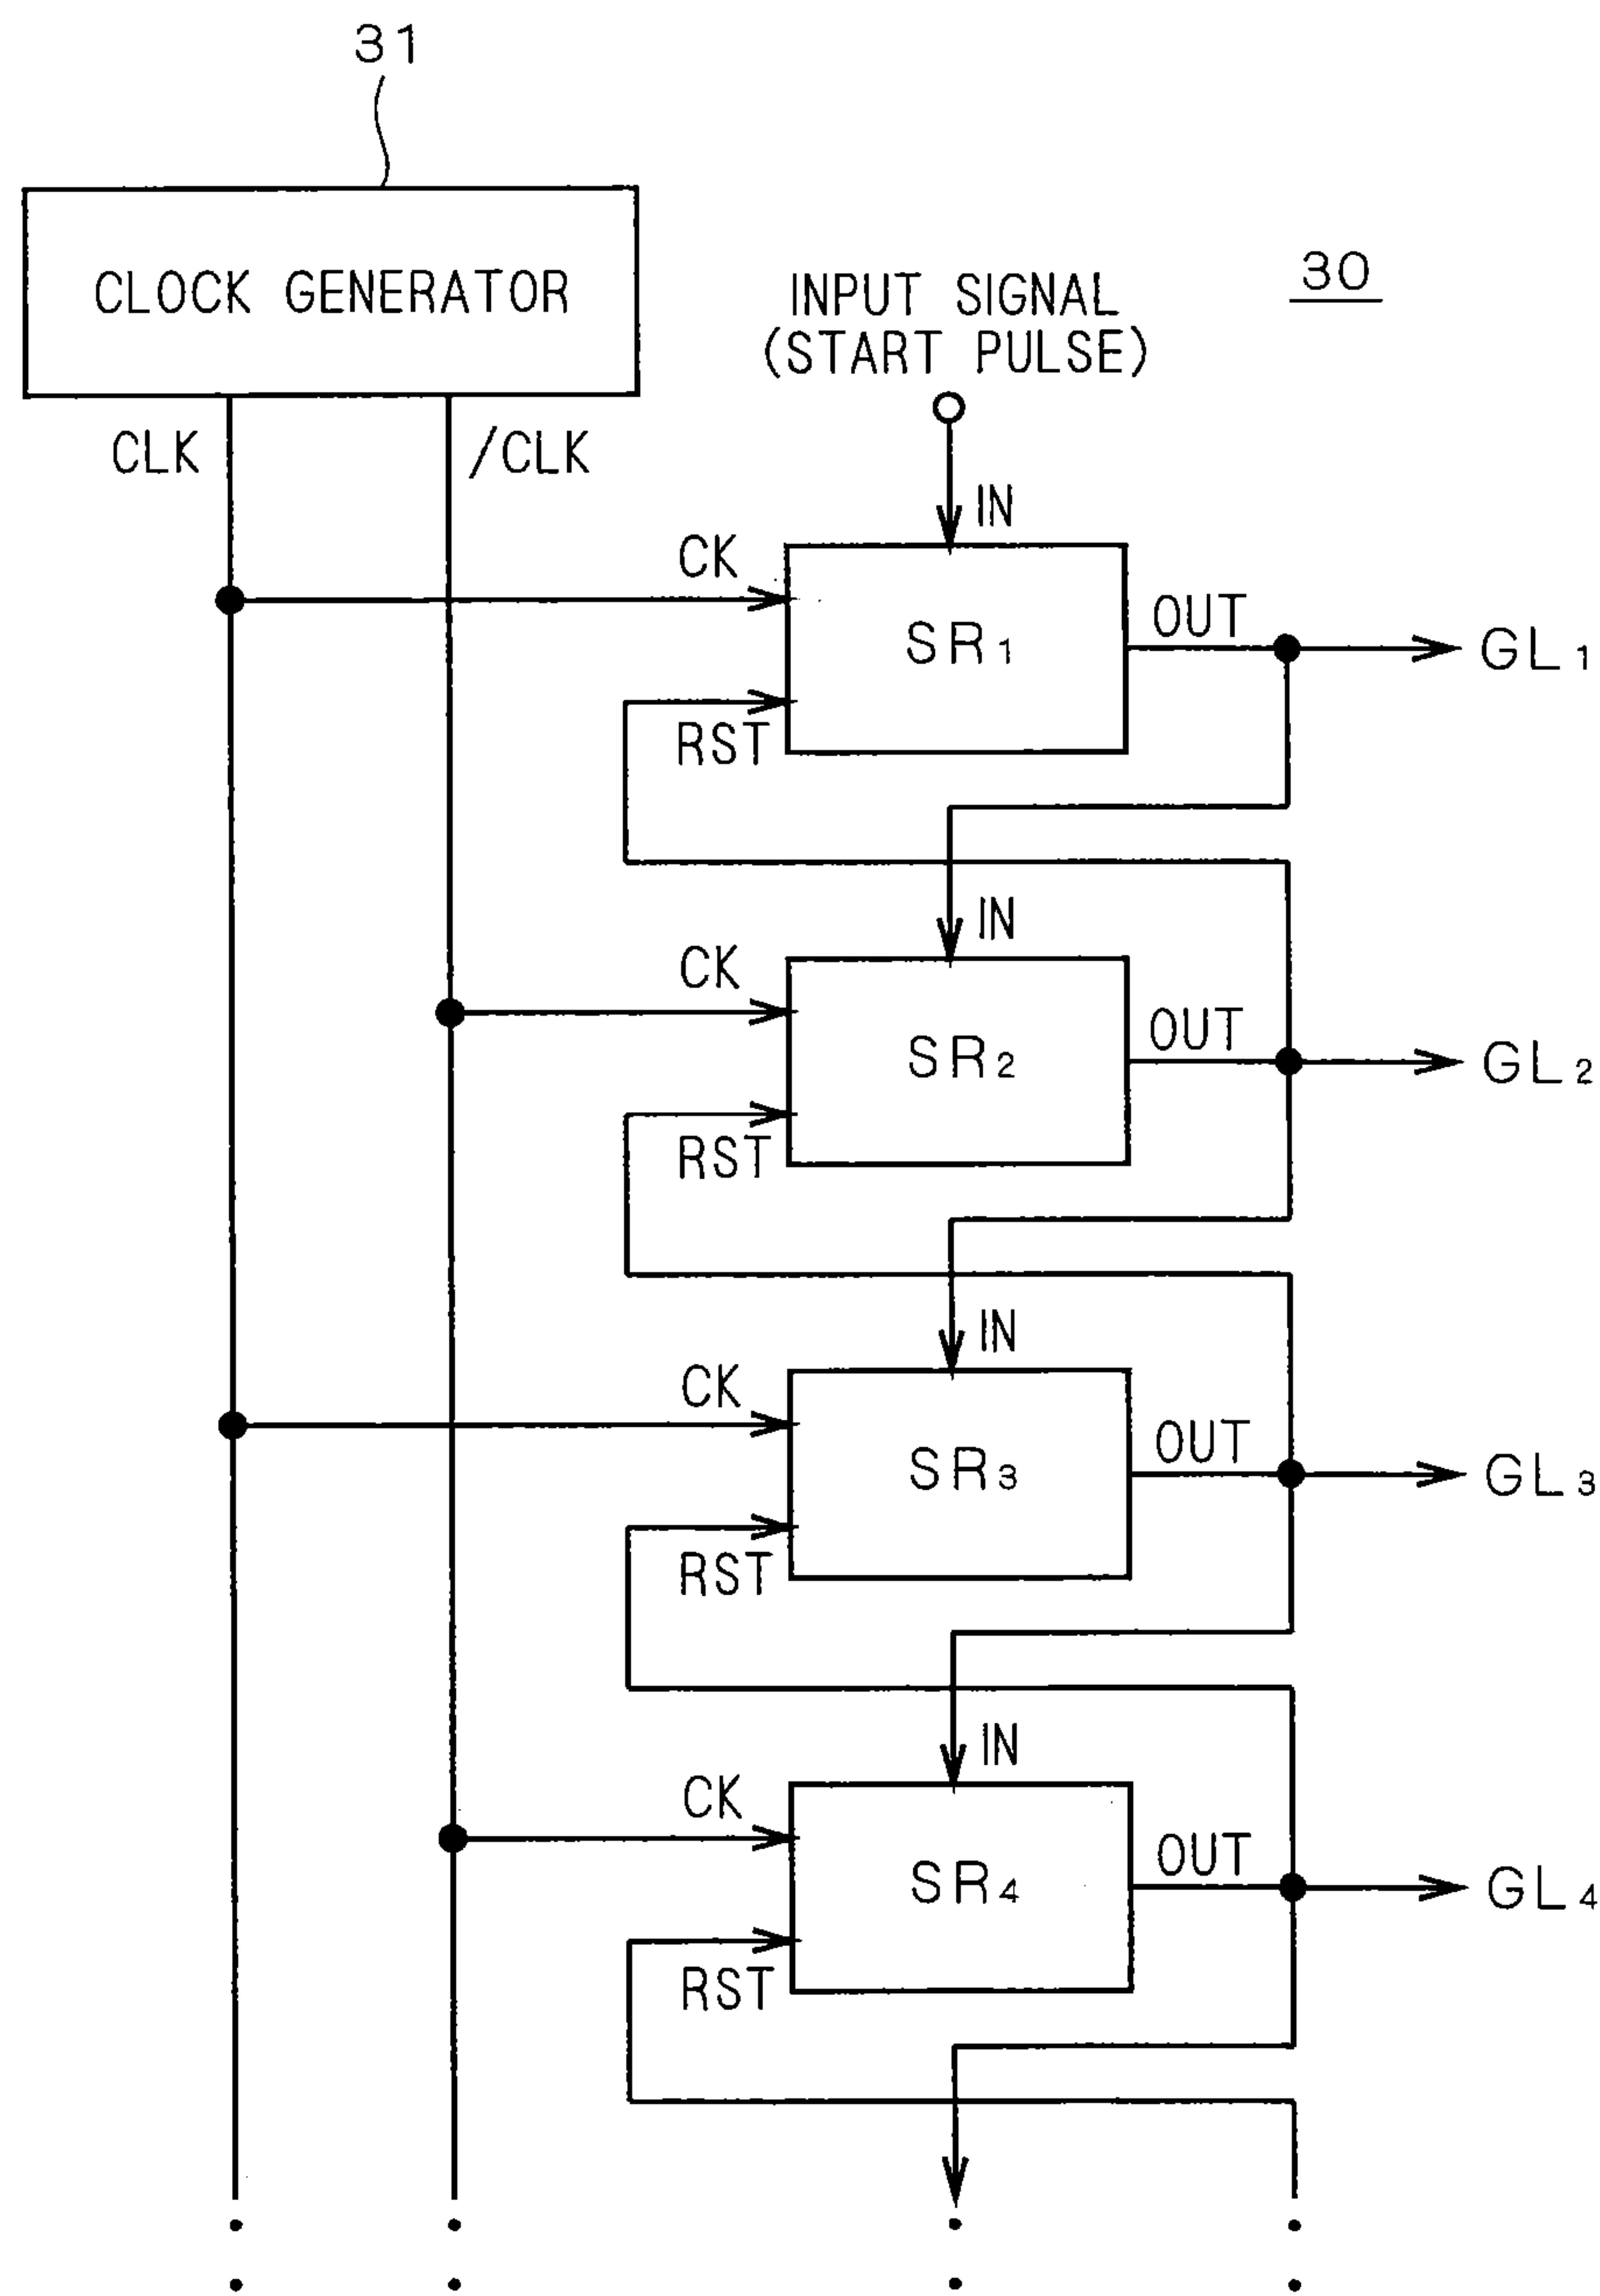 31
CLOCK GENERATOR
30
INPUT SIGNAL
(START PULSE)
CLK
/CLK
IN
CK
SR1
OUT
GL1
RST
IN
CK
SR2
OUT
GL2
RST
IN
CK
SR3
OUT
GL3
RST
IN
CK
SR4
OUT
GL4
RST